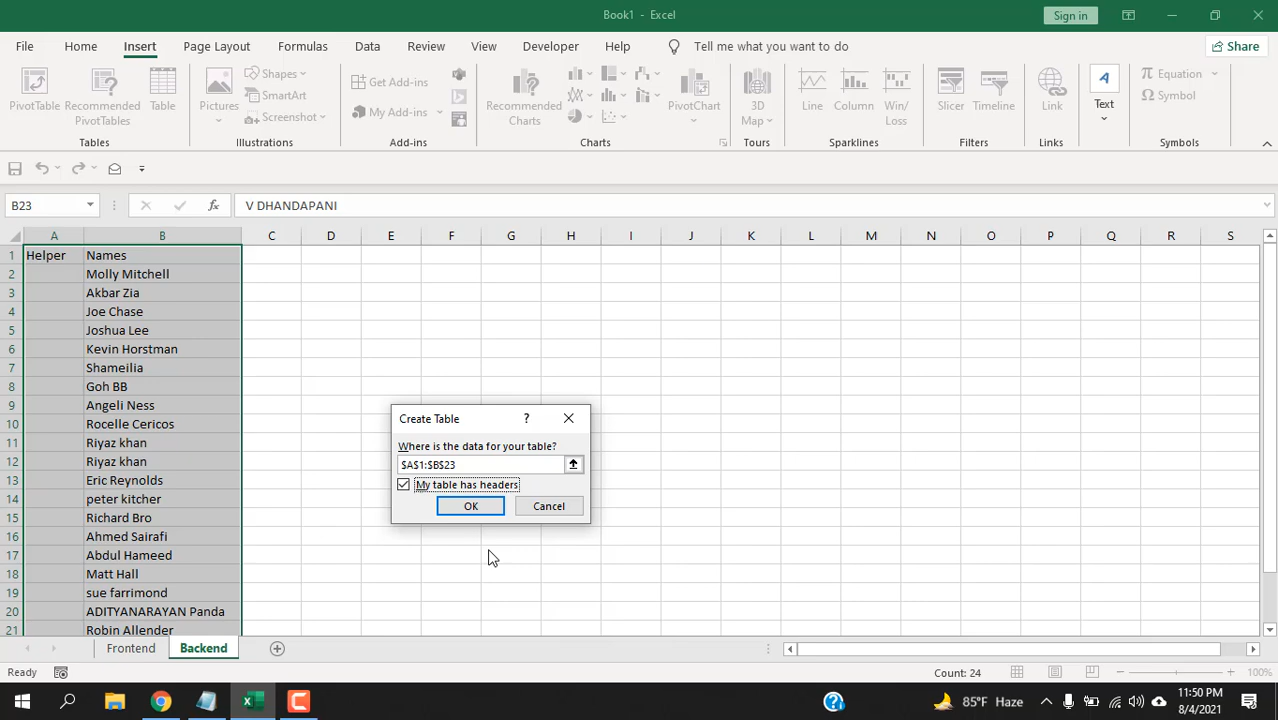 Book1 - Excel
Sign in
File Home Insert Page Layout Formulas Data Review View Developer Help Tell me what you want to do Share
PivotTable Recommended PivotTables Table
Pictures Shapes SmartArt Screenshot
Get Add-ins My Add-ins
Recommended Charts PivotChart
3D Map
Line Column Win/ Loss
Slicer Timeline
Link
A
Text
Equation
Ω Symbol
Tables Illustrations Add-ins Charts Tours Sparklines Filters Links Symbols
B23 fx V DHANDAPANI
A B C D E F G H I J K L M N O P Q R S
1 Helper Names
2 Molly Mitchell
3 Akbar Zia
4 Joe Chase
5 Joshua Lee
6 Kevin Horstman
7 Shameilia
8 Goh BB
9 Angeli Ness
10 Rocelle Cericos
11 Riyaz khan
12 Riyaz khan
13 Eric Reynolds
14 peter kitcher
15 Richard Bro
16 Ahmed Sairafi
17 Abdul Hameed
18 Matt Hall
19 sue farrimond
20 ADITYANARAYAN Panda
21 Robin Allender
Create Table ?
Where is the data for your table?
$A$1:$B$23
My table has headers
OK Cancel
Frontend Backend
Ready Count: 24 100%
85°F Haze
11:50 PM
8/4/2021